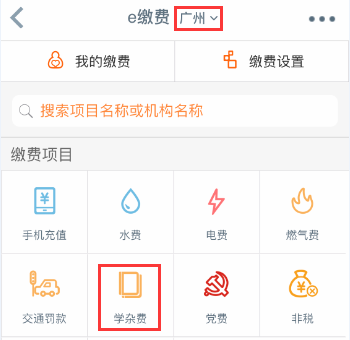 e缴费 广州
我的缴费 缴费设置
搜索项目名称或机构名称
缴费项目
手机充值 水费 电费 燃气费
交通罚款 学杂费 党费 非税